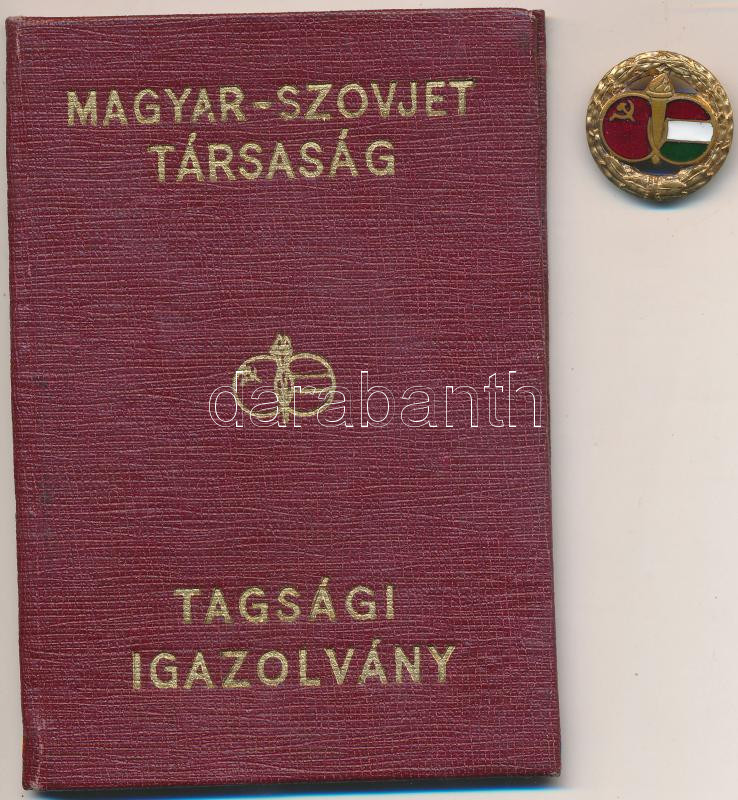 MAGYAR-SZOVJET
TÁRSASÁG
darabanth
TAGSÁGI
IGAZOLVÁNY